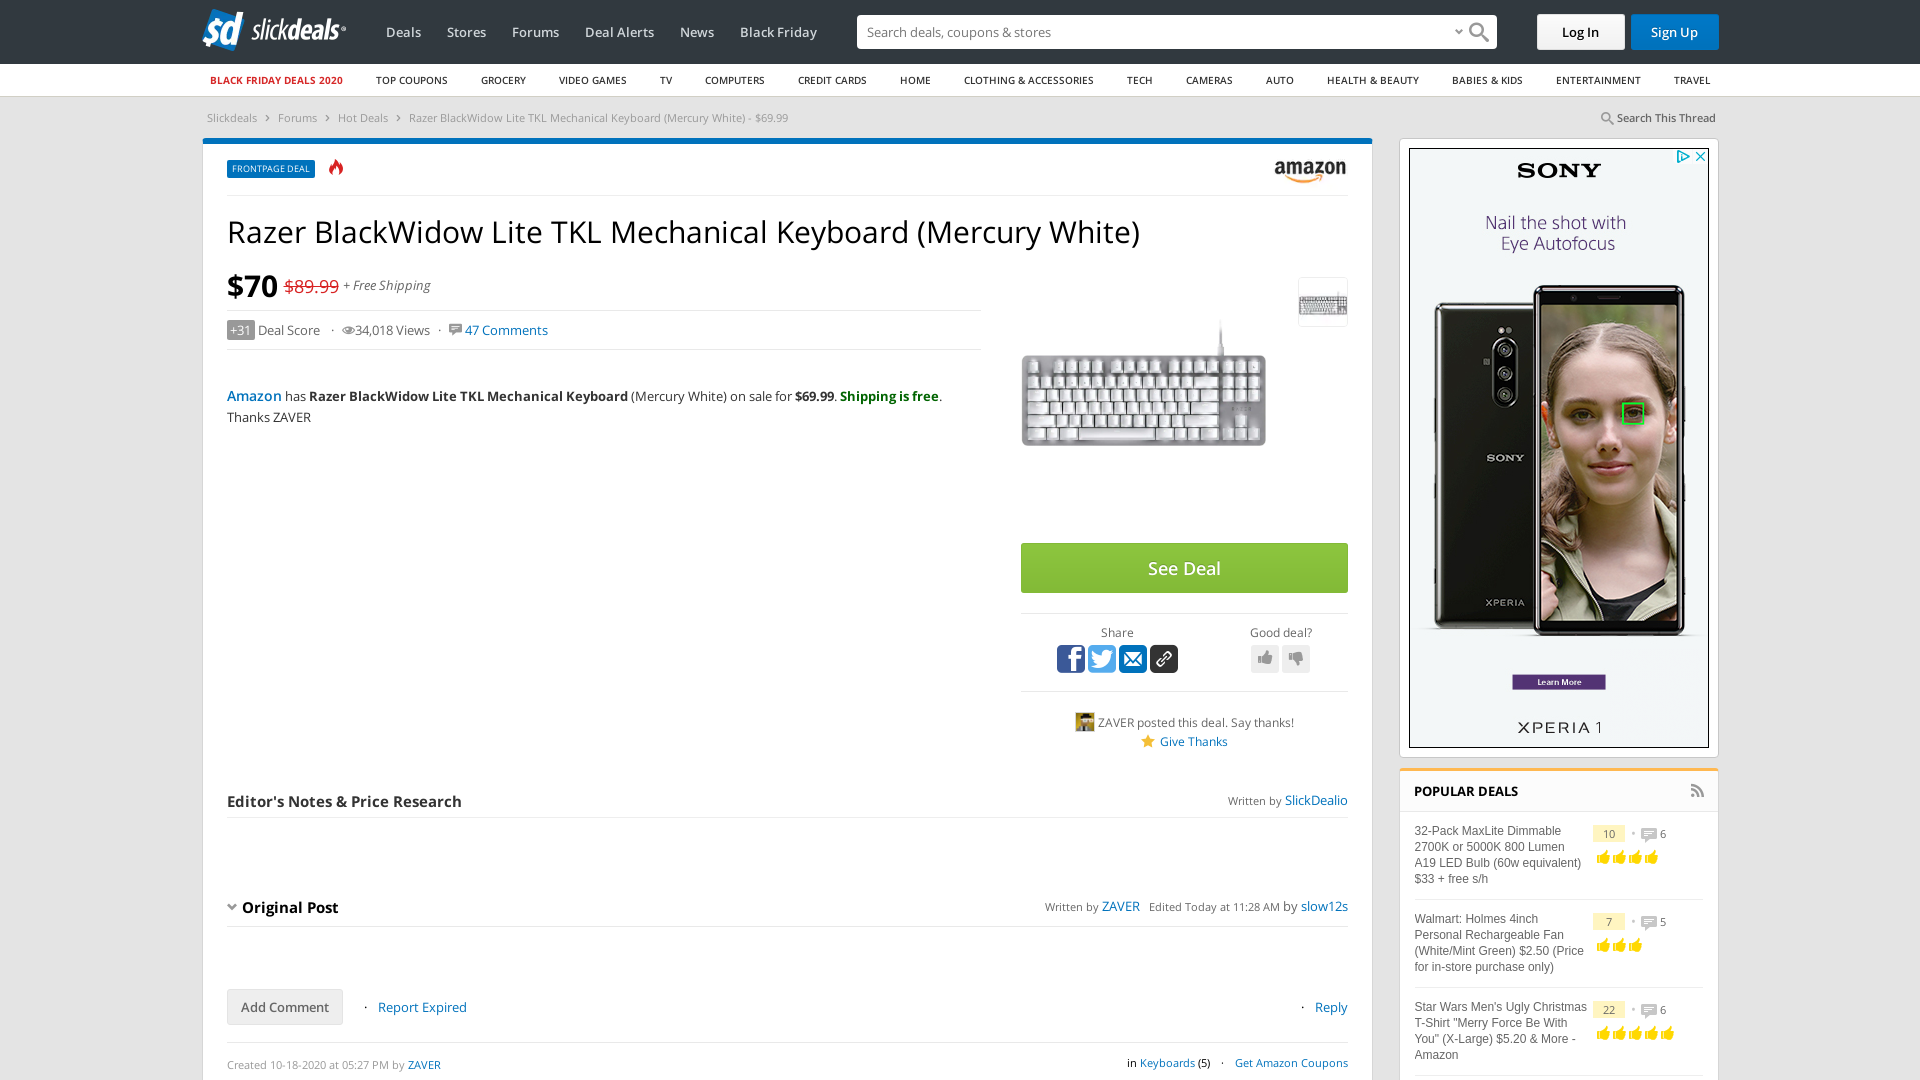 slickdeals
Deals
Stores
Forums
Deal Alerts
News
Black Friday
Search deals, coupons & stores
Log In
Sign Up
BLACK FRIDAY DEALS 2020
TOP COUPONS
GROCERY
VIDEO GAMES
TV
COMPUTERS
CREDIT CARDS
HOME
CLOTHING & ACCESSORIES
TECH
CAMERAS
AUTO
HEALTH & BEAUTY
BABIES & KIDS
ENTERTAINMENT
TRAVEL
Slickdeals › Forums › Hot Deals › Razer BlackWidow Lite TKL Mechanical Keyboard (Mercury White) - $69.99
Search This Thread
FRONTPAGE DEAL
amazon
Razer BlackWidow Lite TKL Mechanical Keyboard (Mercury White)
$70 $89.99 + Free Shipping
+31 Deal Score · 34,018 Views · 47 Comments
Amazon has Razer BlackWidow Lite TKL Mechanical Keyboard (Mercury White) on sale for $69.99. Shipping is free.
Thanks ZAVER
See Deal
Share
Good deal?
ZAVER posted this deal. Say thanks!
Give Thanks
Editor's Notes & Price Research
Written by SlickDealio
Original Post
Written by ZAVER Edited Today at 11:28 AM by slow12s
Add Comment
· Report Expired
· Reply
Created 10-18-2020 at 05:27 PM by ZAVER
in Keyboards (5) · Get Amazon Coupons
SONY
Nail the shot with
Eye Autofocus
SONY
XPERIA
Learn More
XPERIA 1
POPULAR DEALS
32-Pack MaxLite Dimmable
2700K or 5000K 800 Lumen
A19 LED Bulb (60w equivalent)
$33 + free s/h
10 · 6
Walmart: Holmes 4inch
Personal Rechargeable Fan
(White/Mint Green) $2.50 (Price
for in-store purchase only)
7 · 5
Star Wars Men's Ugly Christmas
T-Shirt "Merry Force Be With
You" (X-Large) $5.20 & More -
Amazon
22 · 6